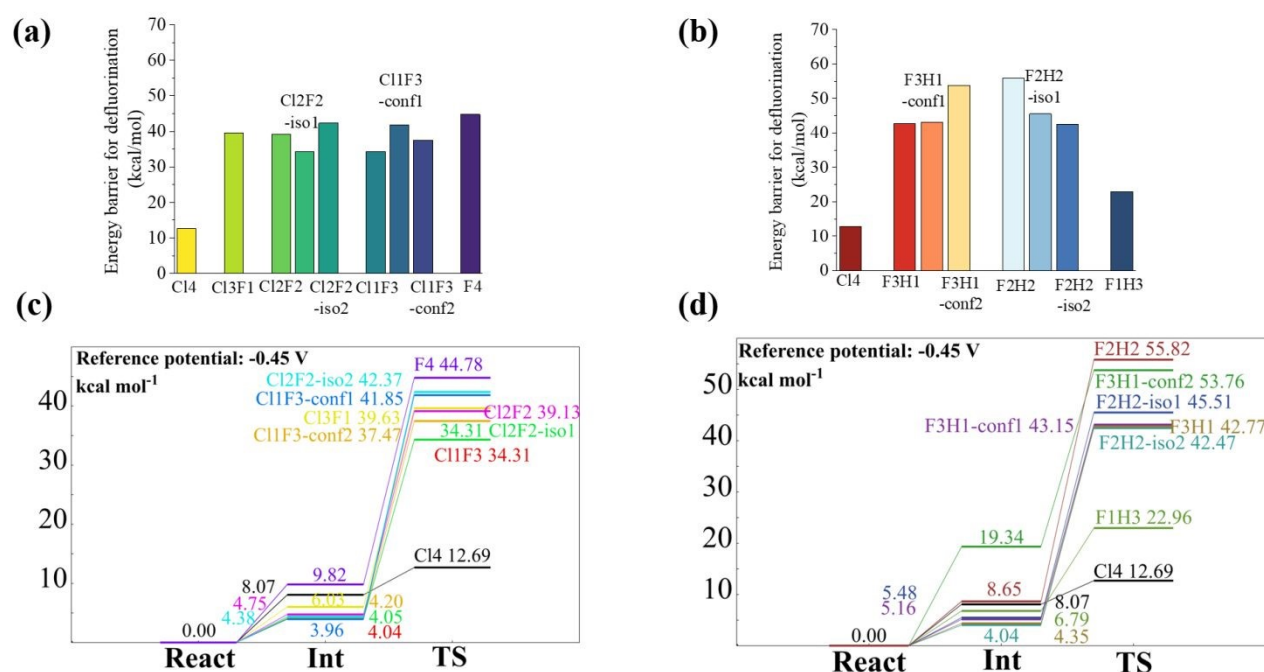 (a)
Energy barrier for defluorination
(kcal/mol)
70
60
50
40
30
20
10
0
Cl2F2
-iso1
Cl1F3
-conf1
Cl4
Cl3F1
Cl2F2
Cl2F2
-iso2
Cl1F3
Cl1F3
-conf2
F4
(b)
Energy barrier for defluorination
(kcal/mol)
70
60
50
40
30
20
10
0
F3H1
-conf1
F2H2
-iso1
Cl4
F3H1
F3H1
-conf2
F2H2
F2H2
-iso2
F1H3
(c)
Reference potential: -0.45 V
kcal mol-1
40
30
20
10
F4 44.78
Cl2F2-iso2 42.37
Cl1F3-conf1 41.85
Cl3F1 39.63
Cl2F2 39.13
Cl1F3-conf2 37.47
34.31 Cl2F2-iso1
Cl1F3 34.31
Cl4 12.69
9.82
8.07
6.03
4.75
4.20
4.38
4.05
3.96
4.04
0.00
React
Int
TS
(d)
Reference potential: -0.45 V
kcal mol-1
50
40
30
20
10
F2H2 55.82
F3H1-conf2 53.76
F2H2-iso1 45.51
F3H1-conf1 43.15
F3H1 42.77
F2H2-iso2 42.47
F1H3 22.96
19.34
Cl4 12.69
8.65
5.48
8.07
5.16
6.79
4.04
4.35
0.00
React
Int
TS